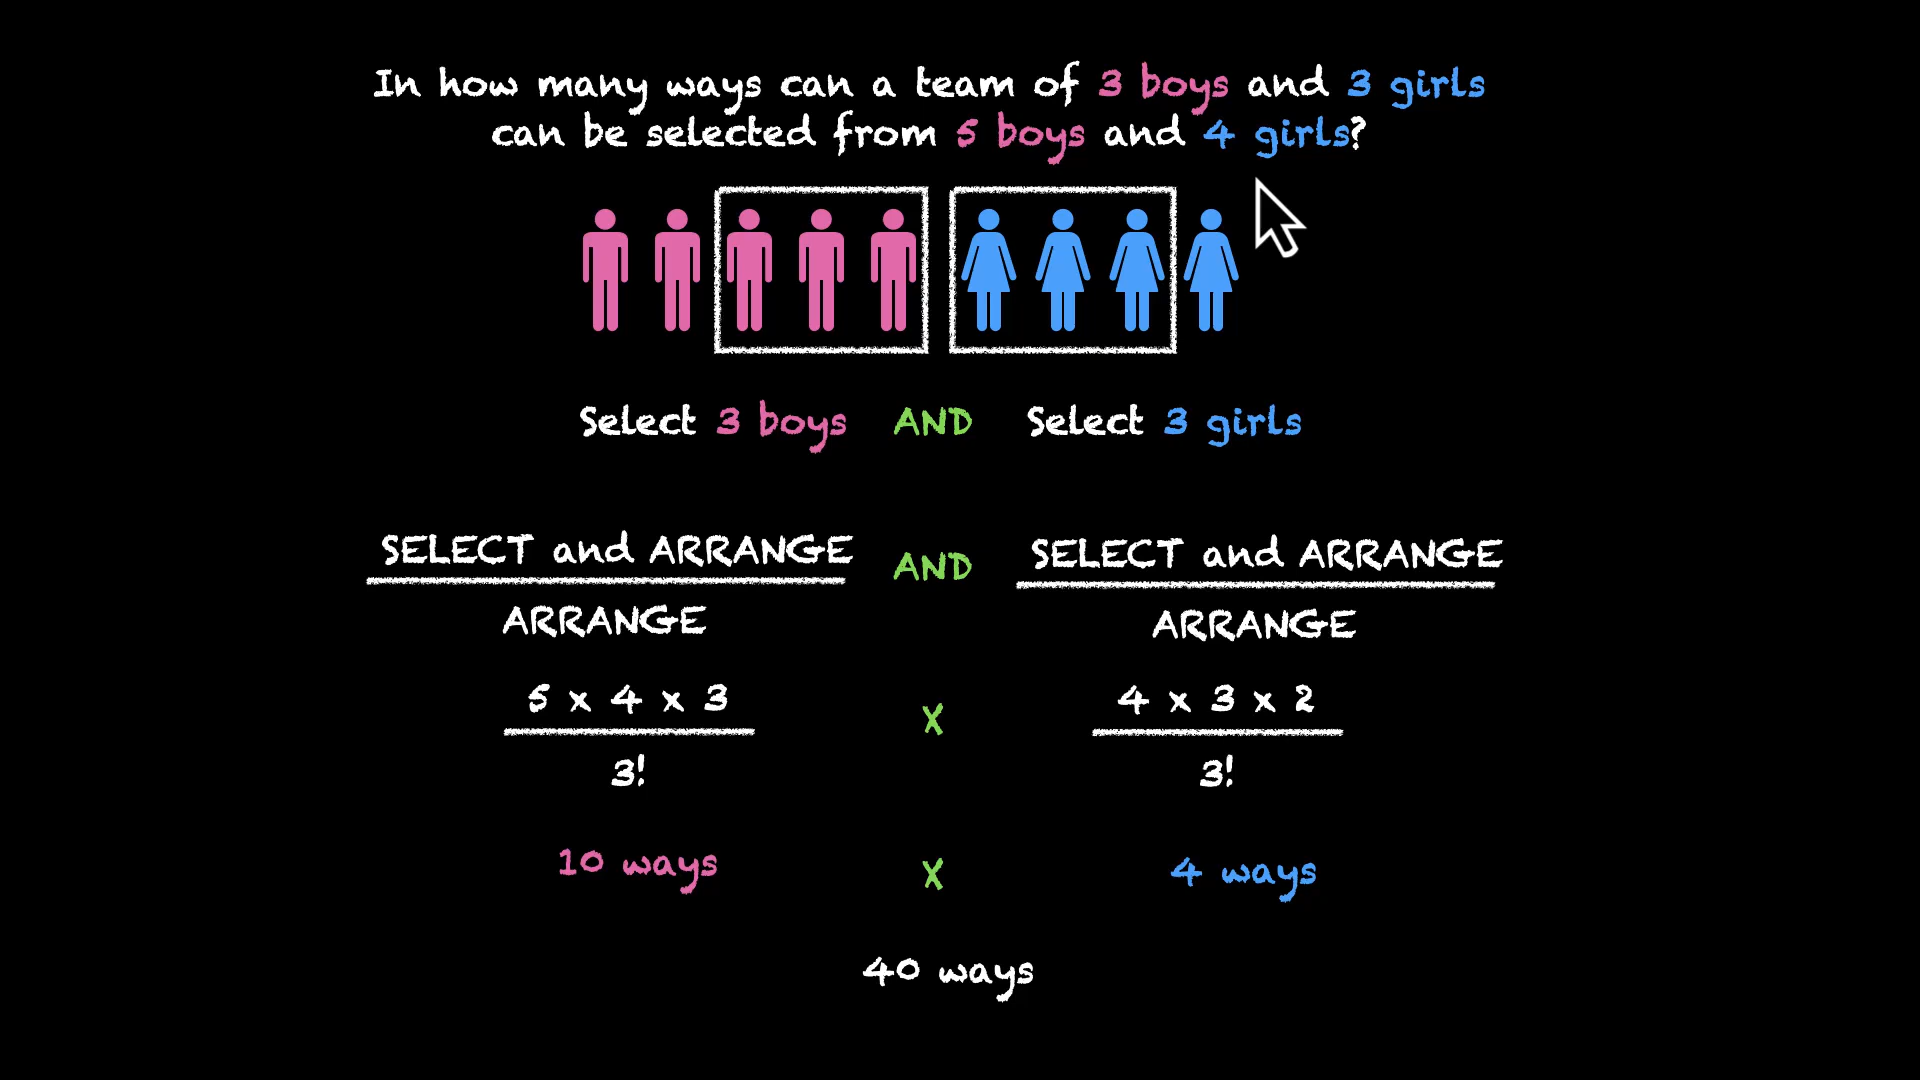 In how many ways can a team of 3 boys and 3 girls
can be selected from 5 boys and 4 girls?
Select 3 boys AND Select 3 girls
SELECT and ARRANGE AND SELECT and ARRANGE
ARRANGE ARRANGE
5 x 4 x 3 X 4 x 3 x 2
3! 3!
10 ways X 4 ways
40 ways